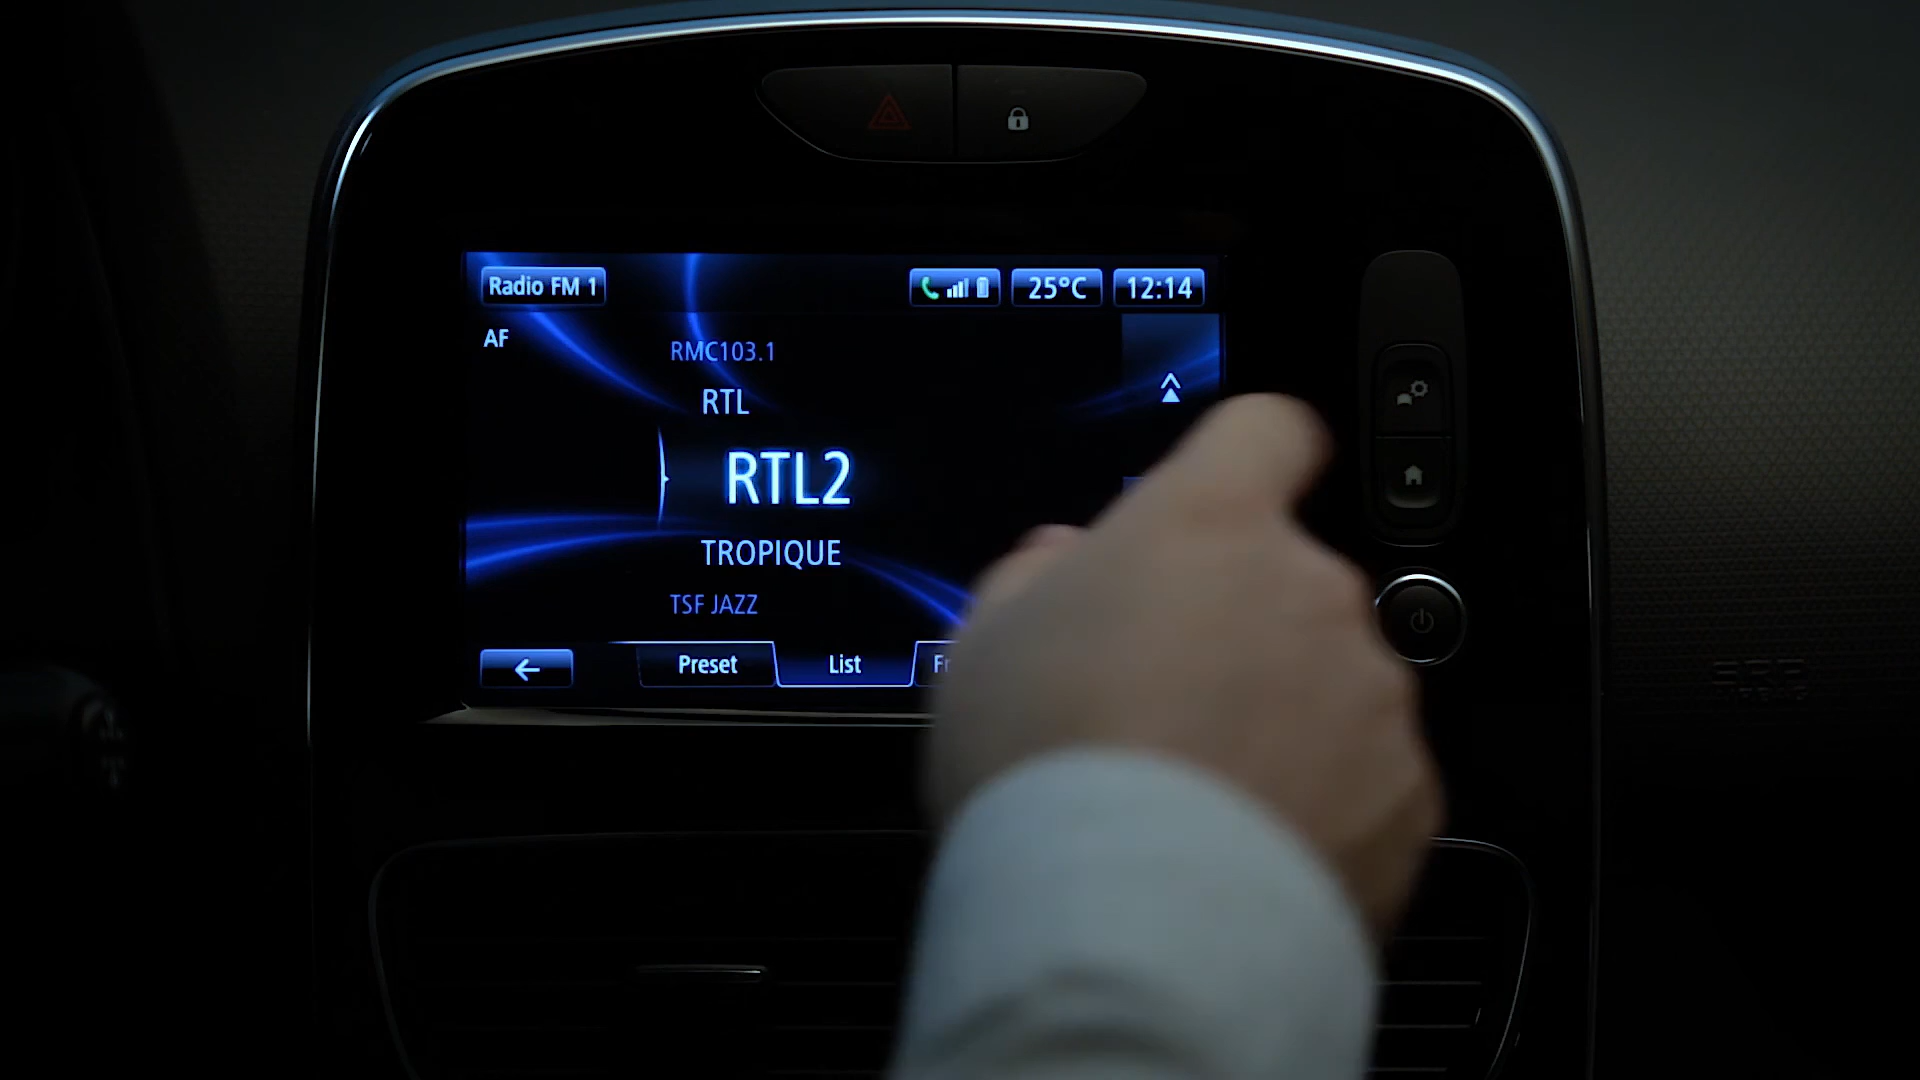 Radio FM 1
25°C
12:14
AF
RMC103.1
RTL
RTL2
TROPIQUE
TSF JAZZ
Preset
List